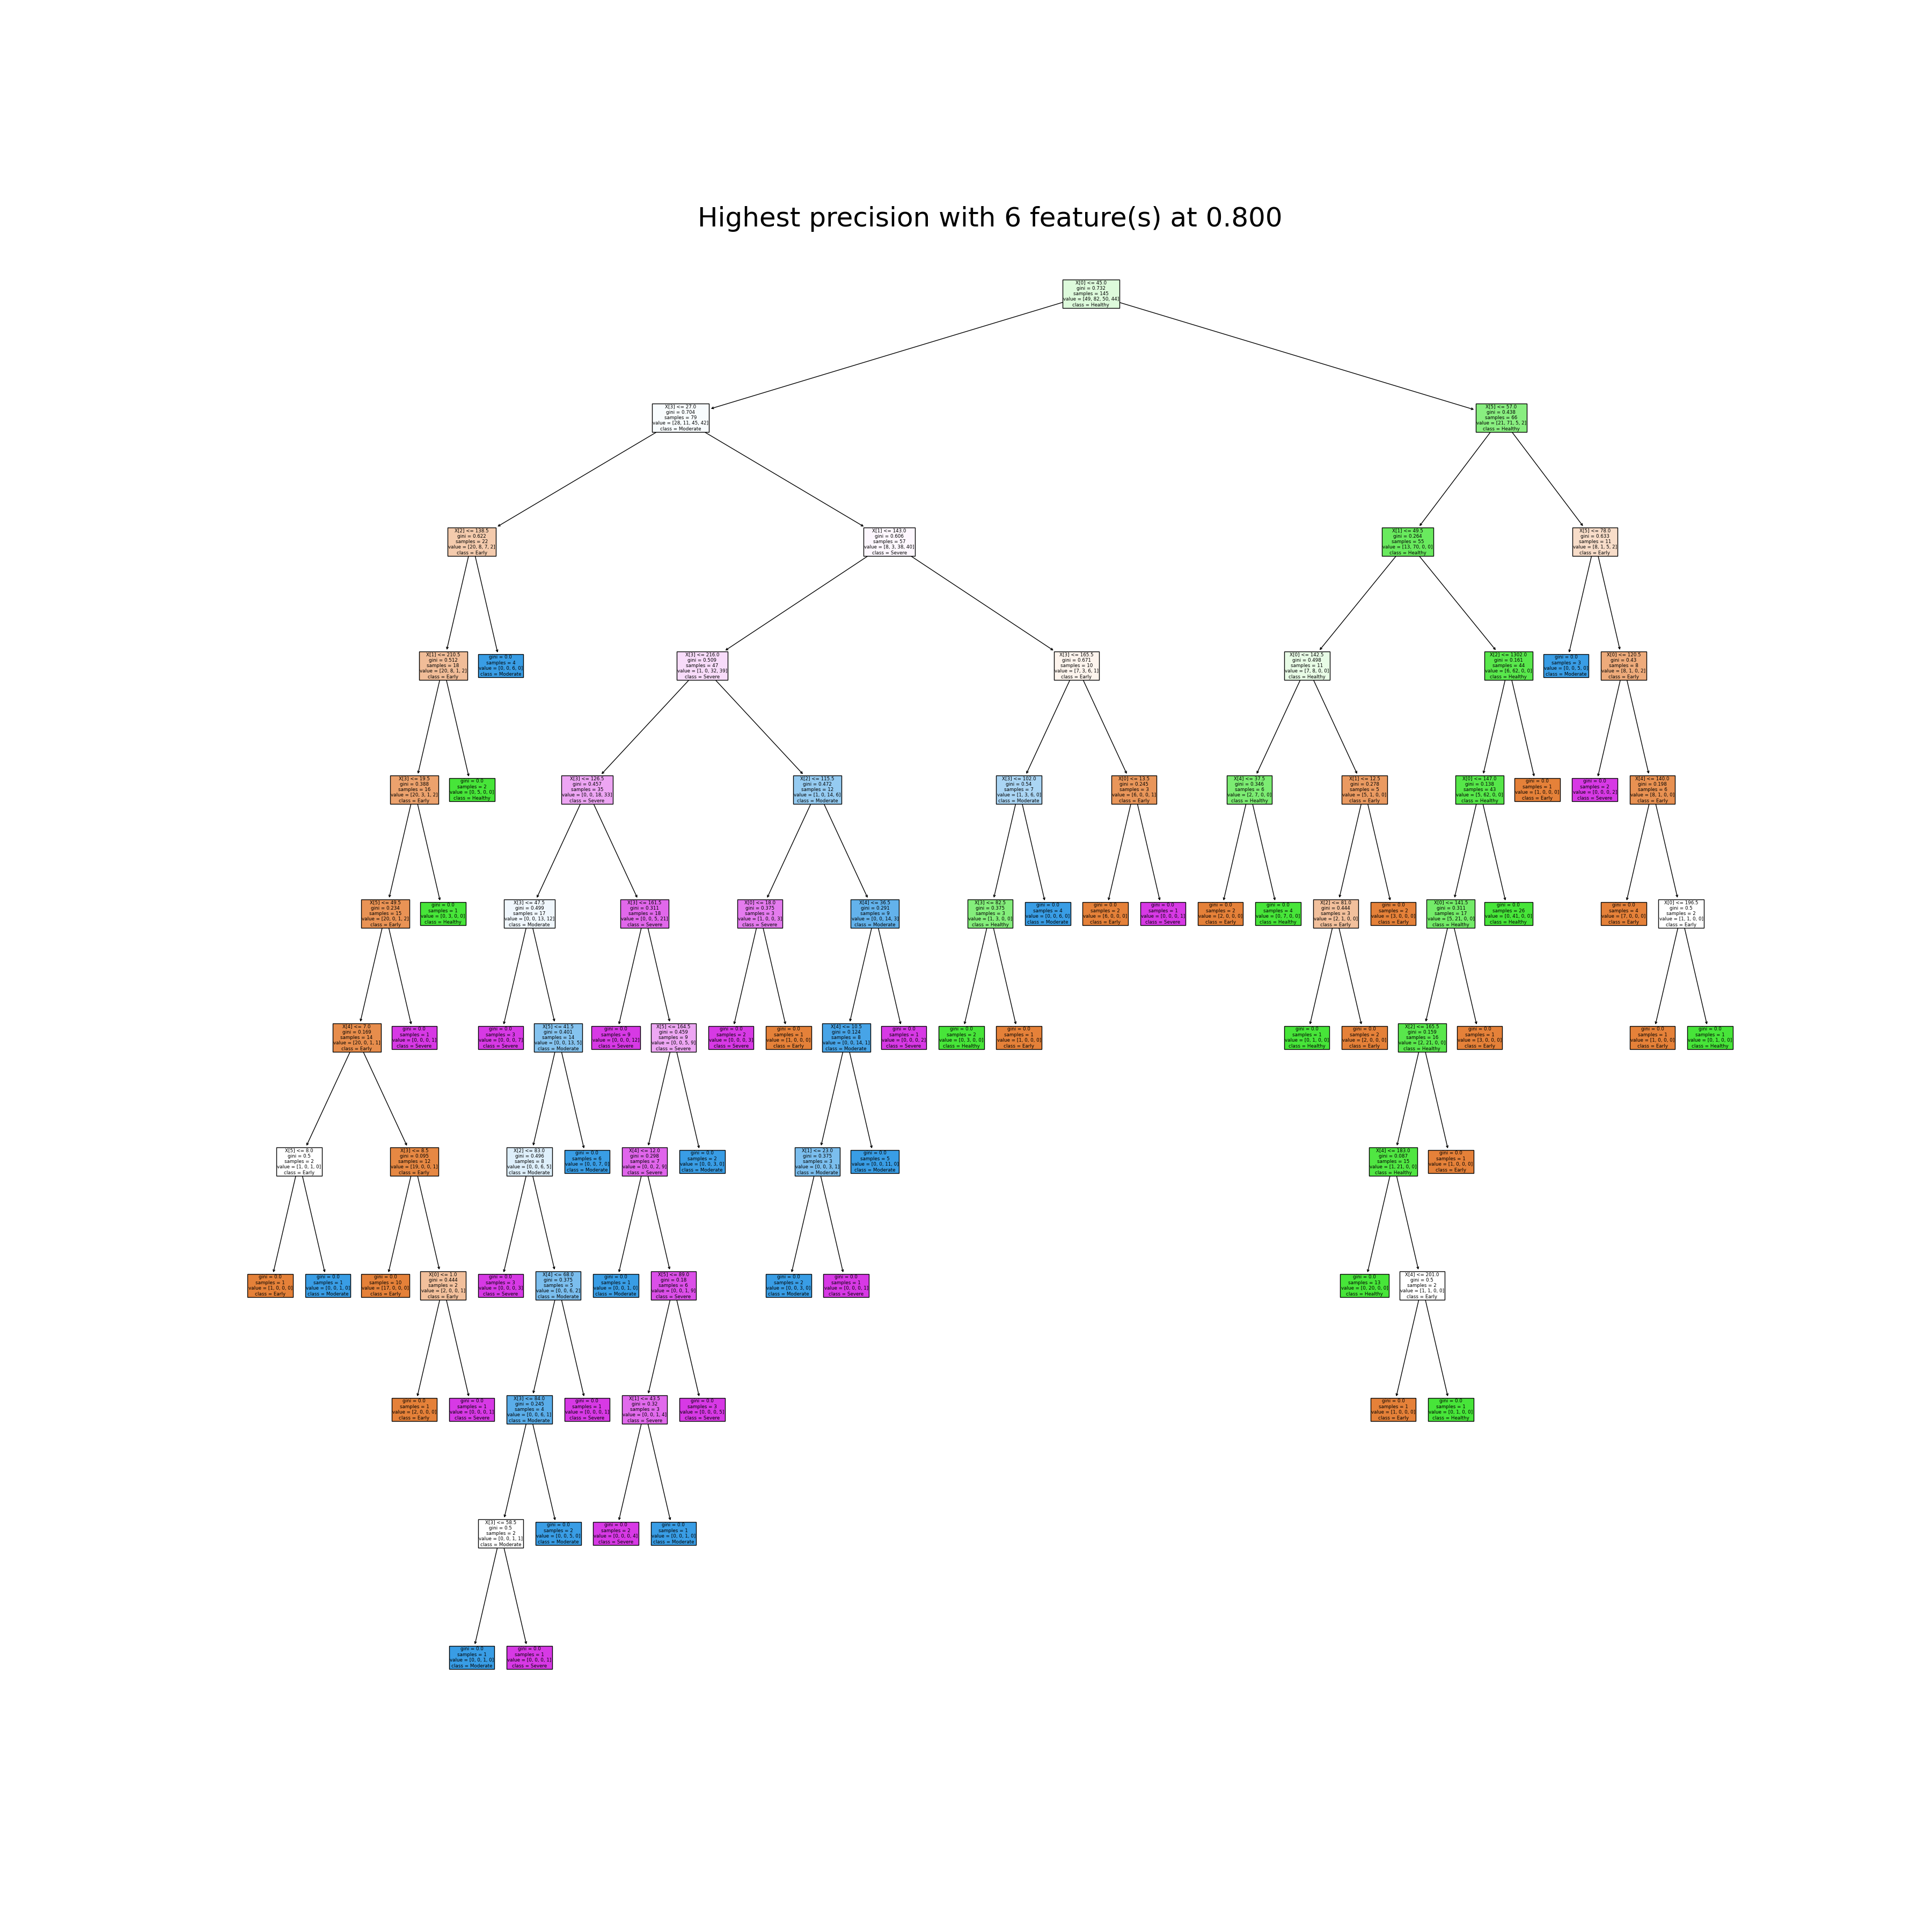 Highest precision with 6 feature(s) at 0.800
X[0] <= 45.0
gini = 0.732
samples = 145
value = [49, 82, 50, 44]
class = Healthy
X[3] <= 27.0
gini = 0.704
samples = 79
value = [28, 11, 45, 42]
class = Moderate
X[5] <= 57.0
gini = 0.438
samples = 66
value = [21, 71, 5, 2]
class = Healthy
X[2] <= 138.5
gini = 0.622
samples = 22
value = [20, 8, 7, 2]
class = Early
X[1] <= 143.0
gini = 0.606
samples = 57
value = [8, 3, 38, 40]
class = Severe
X[1] <= 49.5
gini = 0.264
samples = 55
value = [13, 70, 0, 0]
class = Healthy
X[5] <= 78.0
gini = 0.633
samples = 11
value = [8, 1, 5, 2]
class = Early
X[1] <= 210.5
gini = 0.512
samples = 18
value = [20, 8, 1, 2]
class = Early
gini = 0.0
samples = 4
value = [0, 0, 6, 0]
class = Moderate
X[3] <= 216.0
gini = 0.509
samples = 47
value = [1, 0, 32, 39]
class = Severe
X[3] <= 165.5
gini = 0.671
samples = 10
value = [7, 3, 6, 1]
class = Early
X[0] <= 142.5
gini = 0.498
samples = 11
value = [7, 8, 0, 0]
class = Healthy
X[2] <= 1302.0
gini = 0.161
samples = 44
value = [6, 62, 0, 0]
class = Healthy
gini = 0.0
samples = 3
value = [0, 0, 5, 0]
class = Moderate
X[0] <= 120.5
gini = 0.43
samples = 8
value = [8, 1, 0, 2]
class = Early
X[3] <= 19.5
gini = 0.388
samples = 16
value = [20, 3, 1, 2]
class = Early
gini = 0.0
samples = 2
value = [0, 5, 0, 0]
class = Healthy
X[3] <= 126.5
gini = 0.457
samples = 35
value = [0, 0, 18, 33]
class = Severe
X[2] <= 115.5
gini = 0.472
samples = 12
value = [1, 0, 14, 6]
class = Moderate
X[3] <= 102.0
gini = 0.54
samples = 7
value = [1, 3, 6, 0]
class = Moderate
X[0] <= 13.5
gini = 0.245
samples = 3
value = [6, 0, 0, 1]
class = Early
X[4] <= 37.5
gini = 0.346
samples = 6
value = [2, 7, 0, 0]
class = Healthy
X[1] <= 12.5
gini = 0.278
samples = 5
value = [5, 1, 0, 0]
class = Early
X[0] <= 147.0
gini = 0.138
samples = 43
value = [5, 62, 0, 0]
class = Healthy
gini = 0.0
samples = 1
value = [1, 0, 0, 0]
class = Early
gini = 0.0
samples = 2
value = [0, 0, 0, 2]
class = Severe
X[4] <= 140.0
gini = 0.198
samples = 6
value = [8, 1, 0, 0]
class = Early
X[5] <= 49.5
gini = 0.234
samples = 15
value = [20, 0, 1, 2]
class = Early
gini = 0.0
samples = 1
value = [0, 3, 0, 0]
class = Healthy
X[3] <= 47.5
gini = 0.499
samples = 17
value = [0, 0, 13, 12]
class = Moderate
X[3] <= 161.5
gini = 0.311
samples = 18
value = [0, 0, 5, 21]
class = Severe
X[0] <= 16.0
gini = 0.375
samples = 3
value = [1, 0, 0, 3]
class = Severe
X[4] <= 36.5
gini = 0.291
samples = 9
value = [0, 0, 14, 3]
class = Moderate
X[3] <= 82.5
gini = 0.375
samples = 3
value = [1, 3, 0, 0]
class = Healthy
gini = 0.0
samples = 4
value = [0, 0, 6, 0]
class = Moderate
gini = 0.0
samples = 2
value = [6, 0, 0, 0]
class = Early
gini = 0.0
samples = 1
value = [0, 0, 0, 1]
class = Severe
gini = 0.0
samples = 2
value = [2, 0, 0, 0]
class = Early
gini = 0.0
samples = 4
value = [0, 7, 0, 0]
class = Healthy
X[2] <= 81.0
gini = 0.444
samples = 3
value = [2, 1, 0, 0]
class = Early
gini = 0.0
samples = 2
value = [3, 0, 0, 0]
class = Early
X[0] <= 141.5
gini = 0.311
samples = 17
value = [5, 21, 0, 0]
class = Healthy
gini = 0.0
samples = 26
value = [0, 41, 0, 0]
class = Healthy
gini = 0.0
samples = 4
value = [7, 0, 0, 0]
class = Early
X[0] <= 196.5
gini = 0.5
samples = 2
value = [1, 1, 0, 0]
class = Early
X[4] <= 7.0
gini = 0.169
samples = 14
value = [20, 0, 1, 1]
class = Early
gini = 0.0
samples = 1
value = [0, 0, 0, 1]
class = Severe
gini = 0.0
samples = 3
value = [0, 0, 0, 7]
class = Severe
X[5] <= 41.5
gini = 0.401
samples = 14
value = [0, 0, 13, 5]
class = Moderate
gini = 0.0
samples = 9
value = [0, 0, 0, 12]
class = Severe
X[5] <= 164.5
gini = 0.459
samples = 9
value = [0, 0, 5, 9]
class = Severe
gini = 0.0
samples = 2
value = [0, 0, 0, 3]
class = Severe
gini = 0.0
samples = 1
value = [1, 0, 0, 0]
class = Early
X[4] <= 10.5
gini = 0.124
samples = 8
value = [0, 0, 14, 1]
class = Moderate
gini = 0.0
samples = 1
value = [0, 0, 0, 2]
class = Severe
gini = 0.0
samples = 2
value = [0, 3, 0, 0]
class = Healthy
gini = 0.0
samples = 1
value = [1, 0, 0, 0]
class = Early
gini = 0.0
samples = 1
value = [0, 1, 0, 0]
class = Healthy
gini = 0.0
samples = 2
value = [2, 0, 0, 0]
class = Early
X[2] <= 165.5
gini = 0.159
samples = 16
value = [2, 21, 0, 0]
class = Healthy
gini = 0.0
samples = 1
value = [3, 0, 0, 0]
class = Early
gini = 0.0
samples = 1
value = [1, 0, 0, 0]
class = Early
gini = 0.0
samples = 1
value = [0, 1, 0, 0]
class = Healthy
X[5] <= 8.0
gini = 0.5
samples = 2
value = [1, 0, 1, 0]
class = Early
X[3] <= 8.5
gini = 0.095
samples = 12
value = [19, 0, 0, 1]
class = Early
X[2] <= 83.0
gini = 0.496
samples = 8
value = [0, 0, 6, 5]
class = Moderate
gini = 0.0
samples = 6
value = [0, 0, 7, 0]
class = Moderate
X[4] <= 12.0
gini = 0.298
samples = 7
value = [0, 0, 2, 9]
class = Severe
gini = 0.0
samples = 2
value = [0, 0, 3, 0]
class = Moderate
X[1] <= 23.0
gini = 0.375
samples = 3
value = [0, 0, 3, 1]
class = Moderate
gini = 0.0
samples = 5
value = [0, 0, 11, 0]
class = Moderate
X[4] <= 183.0
gini = 0.087
samples = 15
value = [1, 21, 0, 0]
class = Healthy
gini = 0.0
samples = 1
value = [1, 0, 0, 0]
class = Early
gini = 0.0
samples = 1
value = [1, 0, 0, 0]
class = Early
gini = 0.0
samples = 1
value = [0, 0, 1, 0]
class = Moderate
gini = 0.0
samples = 10
value = [17, 0, 0, 0]
class = Early
X[0] <= 1.0
gini = 0.444
samples = 2
value = [2, 0, 0, 1]
class = Early
gini = 0.0
samples = 3
value = [0, 0, 0, 3]
class = Severe
X[4] <= 68.0
gini = 0.375
samples = 5
value = [0, 0, 6, 2]
class = Moderate
gini = 0.0
samples = 1
value = [0, 0, 1, 0]
class = Moderate
X[5] <= 89.0
gini = 0.18
samples = 6
value = [0, 0, 1, 9]
class = Severe
gini = 0.0
samples = 2
value = [0, 0, 3, 0]
class = Moderate
gini = 0.0
samples = 1
value = [0, 0, 0, 1]
class = Severe
gini = 0.0
samples = 13
value = [0, 20, 0, 0]
class = Healthy
X[4] <= 201.0
gini = 0.5
samples = 2
value = [1, 1, 0, 0]
class = Early
gini = 0.0
samples = 1
value = [2, 0, 0, 0]
class = Early
gini = 0.0
samples = 1
value = [0, 0, 0, 1]
class = Severe
X[3] <= 84.0
gini = 0.245
samples = 4
value = [0, 0, 6, 1]
class = Moderate
gini = 0.0
samples = 1
value = [0, 0, 0, 1]
class = Severe
X[1] <= 43.5
gini = 0.32
samples = 3
value = [0, 0, 1, 4]
class = Severe
gini = 0.0
samples = 3
value = [0, 0, 0, 5]
class = Severe
gini = 0.0
samples = 1
value = [1, 0, 0, 0]
class = Early
gini = 0.0
samples = 1
value = [0, 1, 0, 0]
class = Healthy
X[3] <= 58.5
gini = 0.5
samples = 2
value = [0, 0, 1, 1]
class = Moderate
gini = 0.0
samples = 2
value = [0, 0, 5, 0]
class = Moderate
gini = 0.0
samples = 2
value = [0, 0, 0, 4]
class = Severe
gini = 0.0
samples = 1
value = [0, 0, 1, 0]
class = Moderate
gini = 0.0
samples = 1
value = [0, 0, 1, 0]
class = Moderate
gini = 0.0
samples = 1
value = [0, 0, 0, 1]
class = Severe